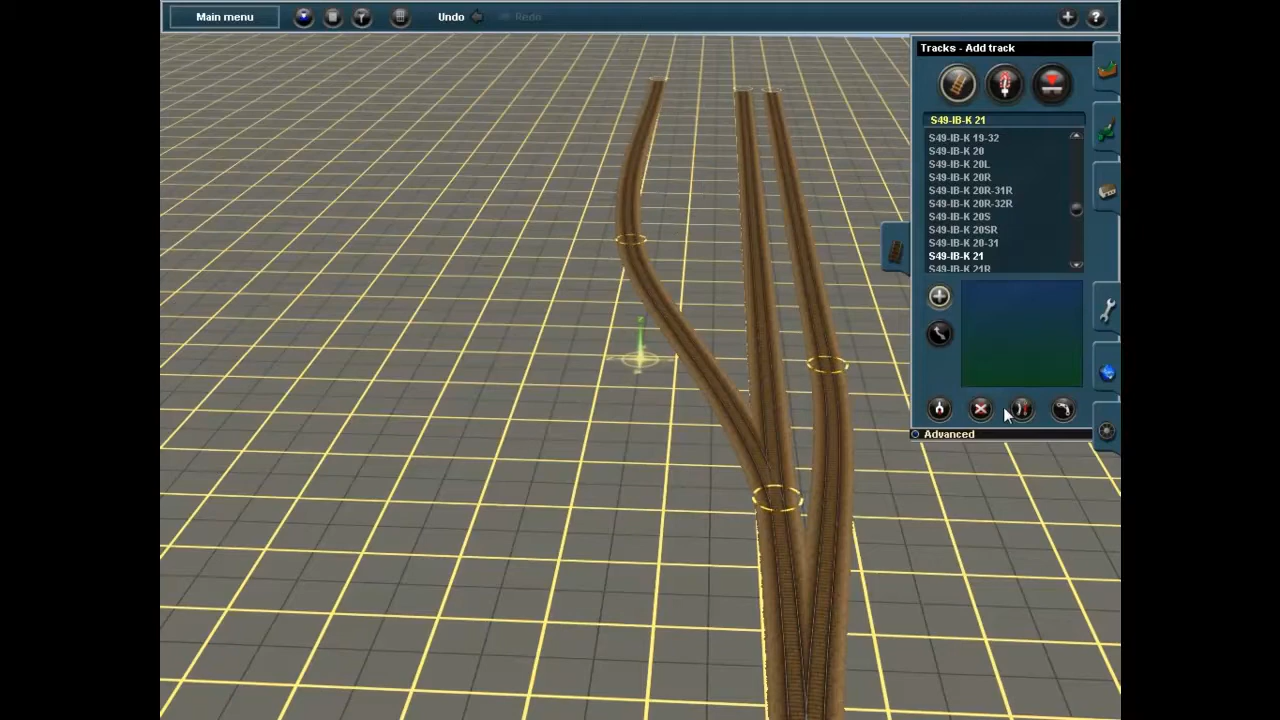 Main menu
Undo
Redo
Tracks - Add track
S49-IB-K 21
S49-IB-K 19-32
S49-IB-K 20
S49-IB-K 20L
S49-IB-K 20R
S49-IB-K 20R-31R
S49-IB-K 20R-32R
S49-IB-K 20S
S49-IB-K 20SR
S49-IB-K 20-31
S49-IB-K 21
S49-IB-K 21R
Advanced